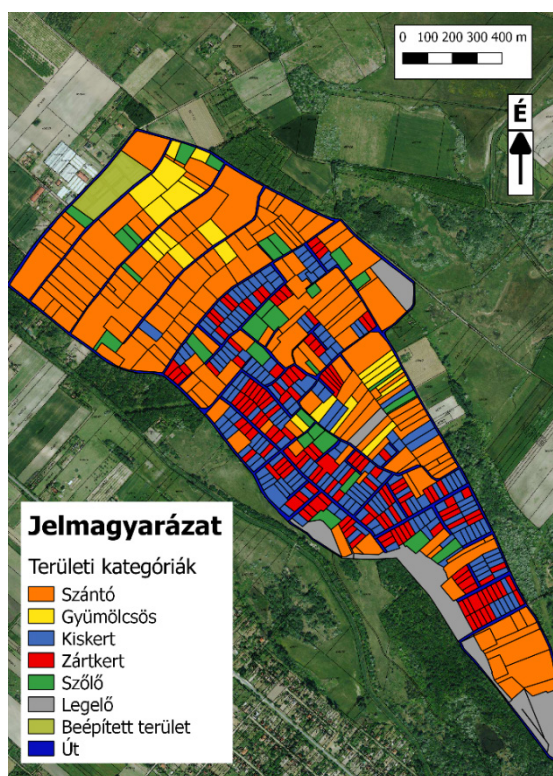 0 100 200 300 400 m
É
Jelmagyarázat
Területi kategóriák
Szántó
Gyümölcsös
Kiskert
Zártkert
Szőlő
Legelő
Beépített terület
Út